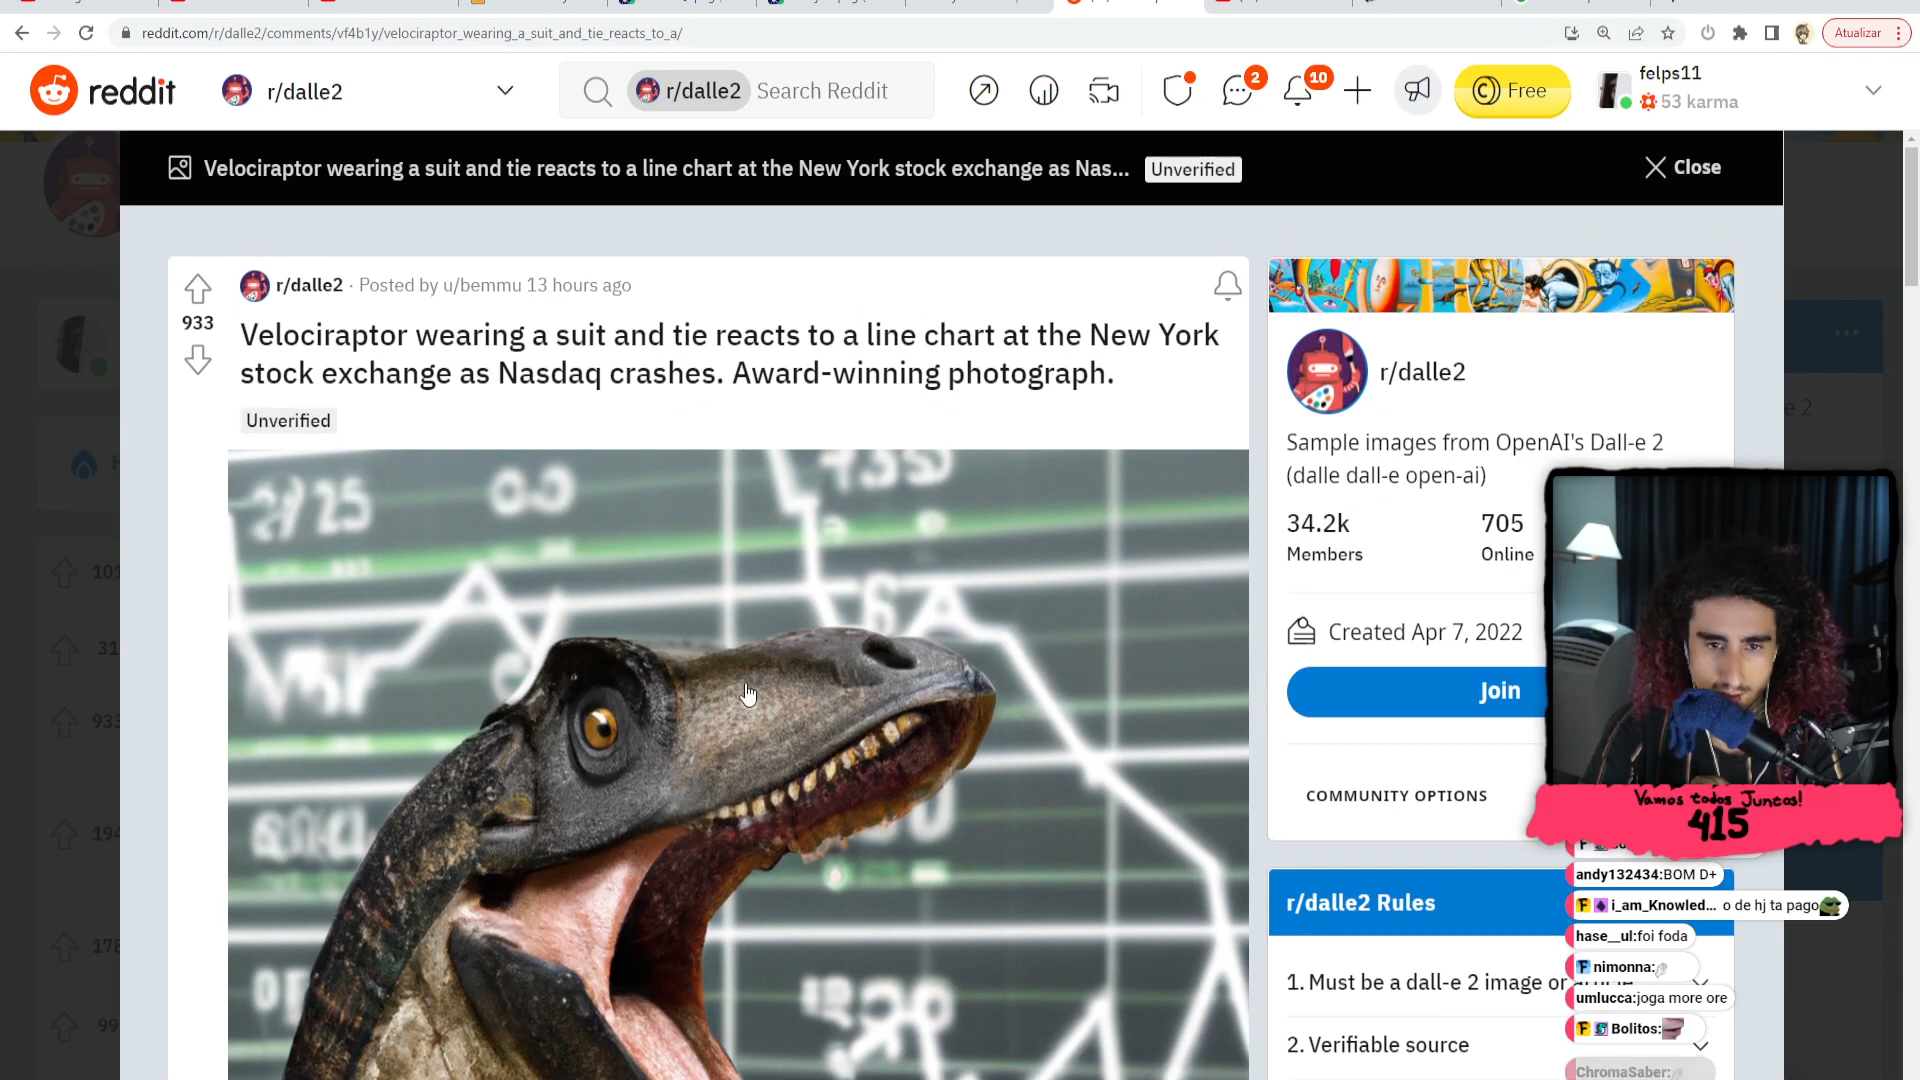 reddit.com/r/dalle2/comments/vf4b1y/velociraptor_wearing_a_suit_and_tie_reacts_to_a/
Atualizar
reddit
r/dalle2
r/dalle2
Search Reddit
2
10
Free
felps11
53 karma
Velociraptor wearing a suit and tie reacts to a line chart at the New York stock exchange as Nas...
Unverified
Close
933
r/dalle2 · Posted by u/bemmu 13 hours ago
Velociraptor wearing a suit and tie reacts to a line chart at the New York
stock exchange as Nasdaq crashes. Award-winning photograph.
Unverified
r/dalle2
Sample images from OpenAI's Dall-e 2
(dalle dall-e open-ai)
34.2k
705
Members
Online
Created Apr 7, 2022
Join
COMMUNITY OPTIONS
r/dalle2 Rules
1. Must be a dall-e 2 image or
2. Verifiable source
Vamos todos Juntos!
415
andy132434:BOM D+
i_am_Knowled... o de hj ta pago
hase__ul:foi foda
nimonna:
umlucca:joga more ore
Bolitos:
ChromaSaber:
933